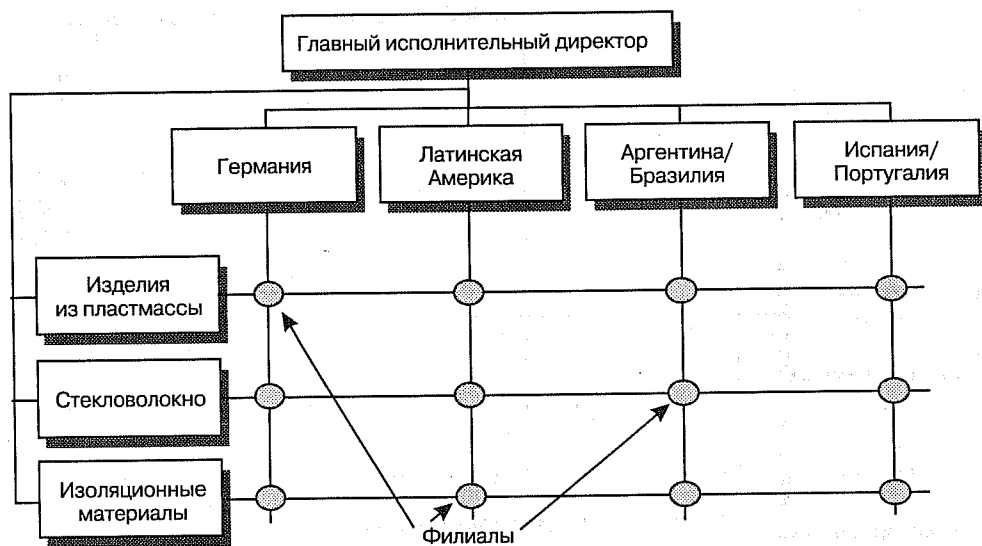 Главный исполнительный директор
Германия
Латинская
Америка
Аргентина/
Бразилия
Испания/
Португалия
Изделия
из пластмассы
Стекловолокно
Изоляционные
материалы
Филиалы